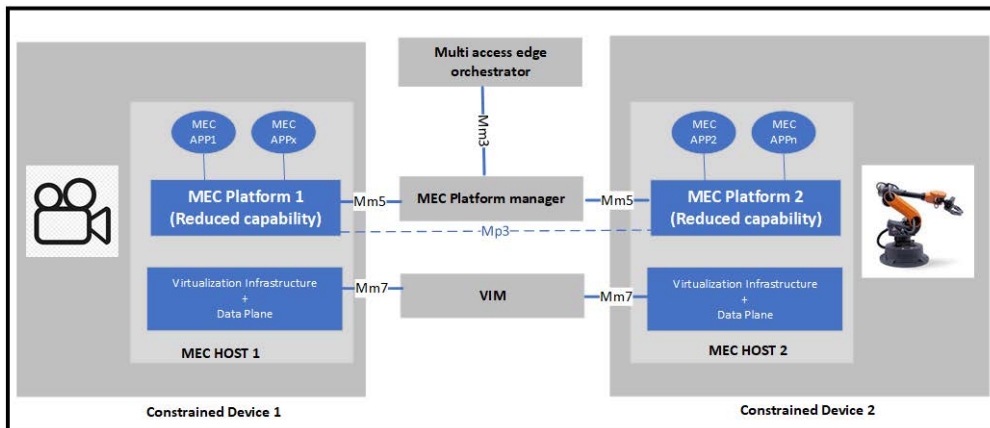 Multi access edge
orchestrator
Mm3
MEC
APP1
MEC
APPx
MEC
APP2
MEC
APPn
MEC Platform 1
(Reduced capability)
Mm5
MEC Platform manager
Mm5
MEC Platform 2
(Reduced capability)
Mp3
Virtualization Infrastructure
+
Data Plane
Mm7
VIM
Mm7
Virtualization Infrastructure
+
Data Plane
MEC HOST 1
MEC HOST 2
Constrained Device 1
Constrained Device 2